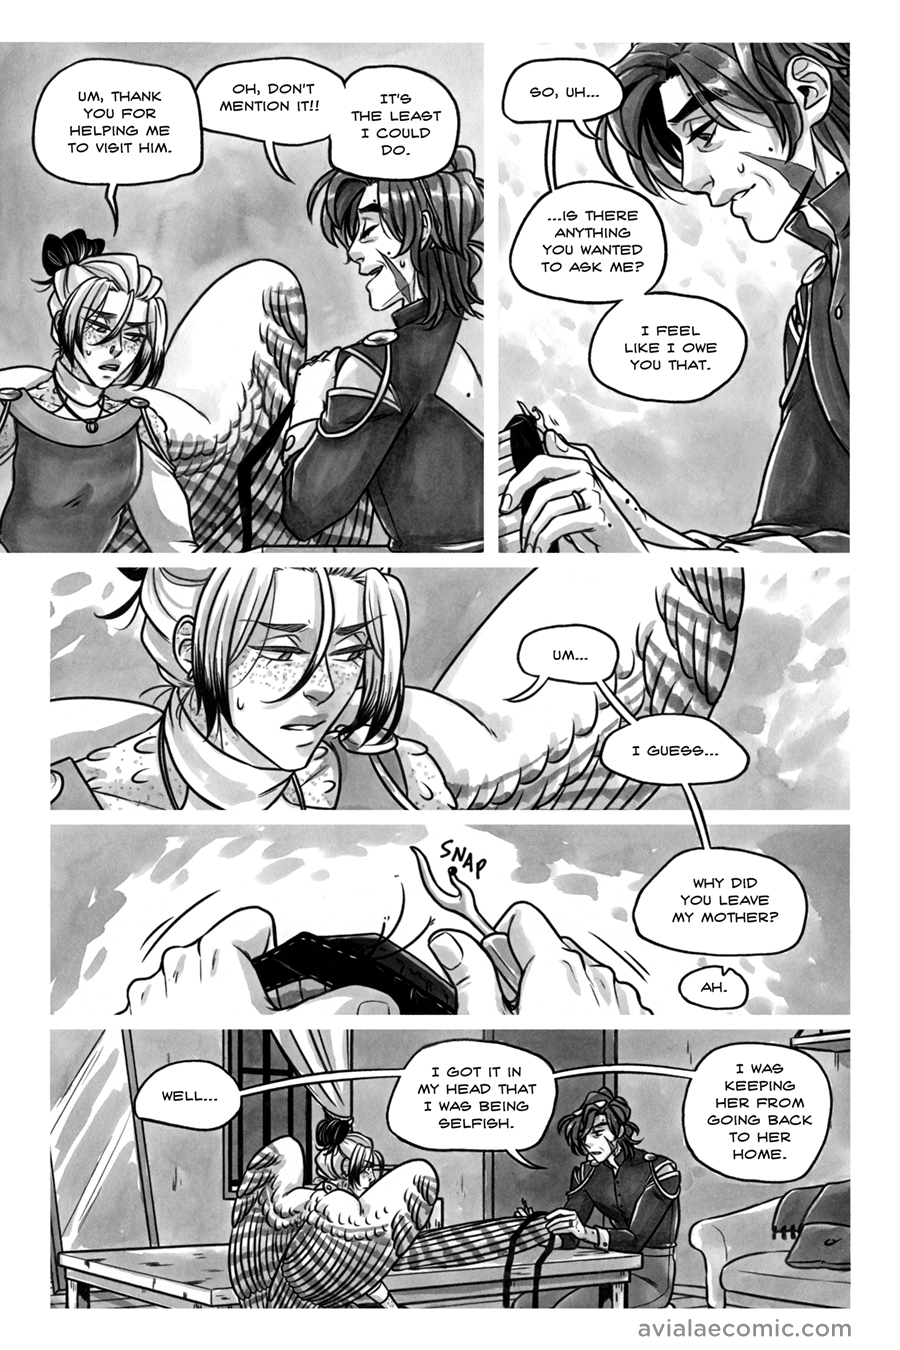 UM, THANK
YOU FOR
HELPING ME
TO VISIT HIM.
OH, DON'T
MENTION IT!!
IT'S
THE LEAST
I COULD
DO.
SO, UH...
...IS THERE
ANYTHING
YOU WANTED
TO ASK ME?
I FEEL
LIKE I OWE
YOU THAT.
UM...
I GUESS...
SNAP
WHY DID
YOU LEAVE
MY MOTHER?
AH.
WELL...
I GOT IT IN
MY HEAD THAT
I WAS BEING
SELFISH.
I WAS
KEEPING
HER FROM
GOING BACK
TO HER
HOME.
avialaecomic.com